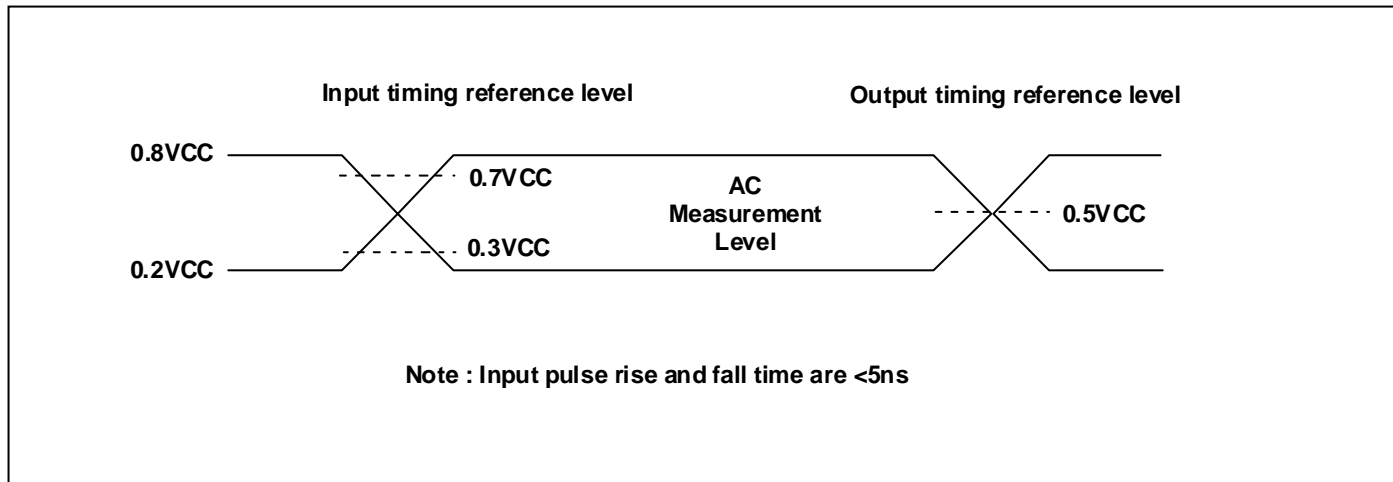 Input timing reference level
Output timing reference level
0.8VCC
0.7VCC
AC
Measurement
Level
0.5VCC
0.3VCC
0.2VCC
Note : Input pulse rise and fall time are <5ns